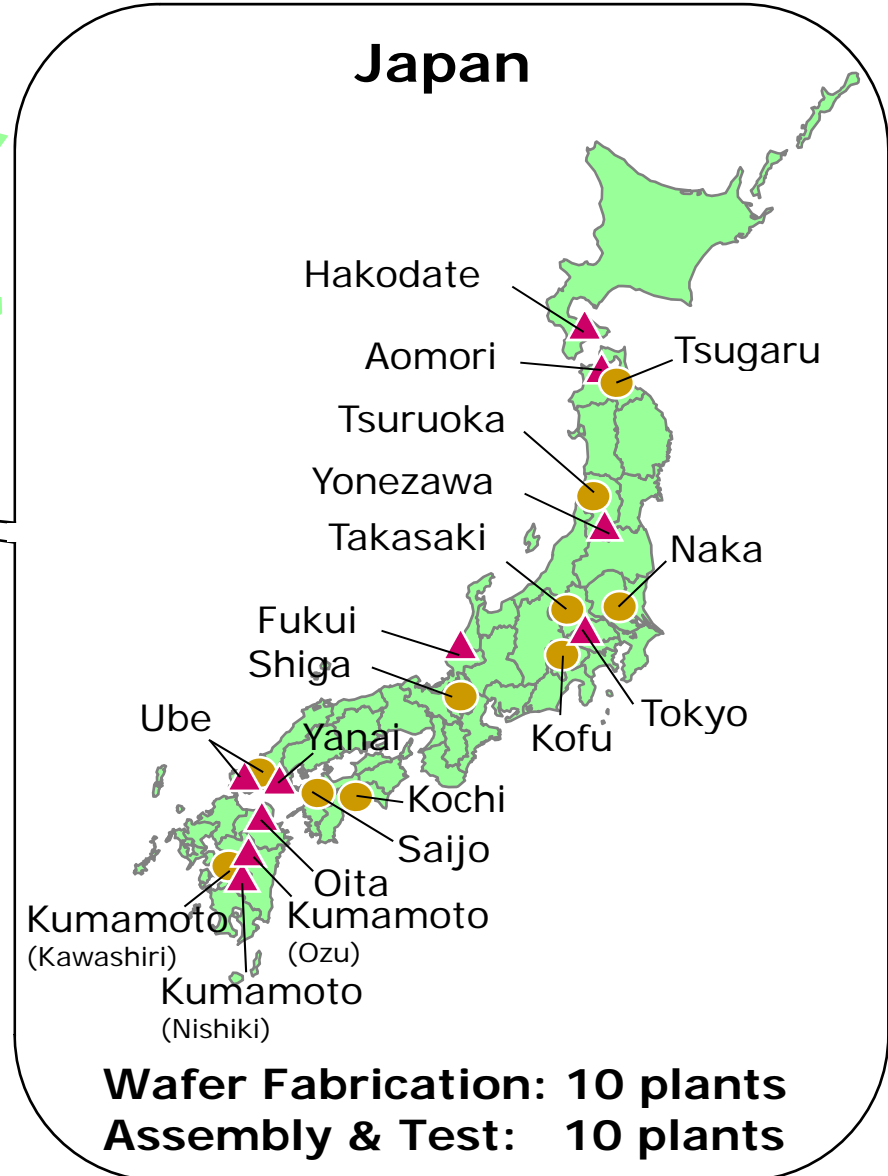 Japan
Hakodate
Aomori
Tsugaru
Tsuruoka
Yonezawa
Takasaki
Naka
Fukui
Shiga
Ube
Yanai
Kofu
Tokyo
Kochi
Saijo
Oita
Kumamoto
(Kawashiri)
Kumamoto
(Ozu)
Kumamoto
(Nishiki)
Wafer Fabrication: 10 plants
Assembly & Test: 10 plants